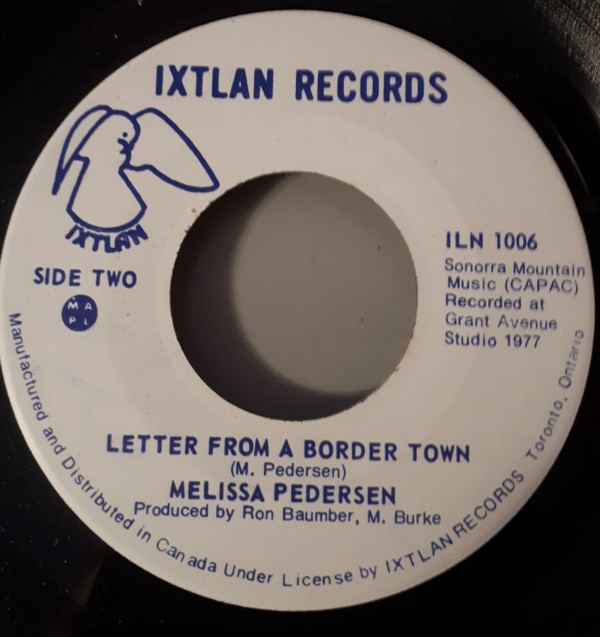 IXTLAN RECORDS
IXTLAN
SIDE TWO
M A
P L
ILN 1006
Sonorra Mountain
Music (CAPAC)
Recorded at
Grant Avenue
Studio 1977
LETTER FROM A BORDER TOWN
(M. Pedersen)
MELISSA PEDERSEN
Produced by Ron Baumber, M. Burke
Manufactured and Distributed in Canada Under License by IXTLAN RECORDS Toronto, Ontario